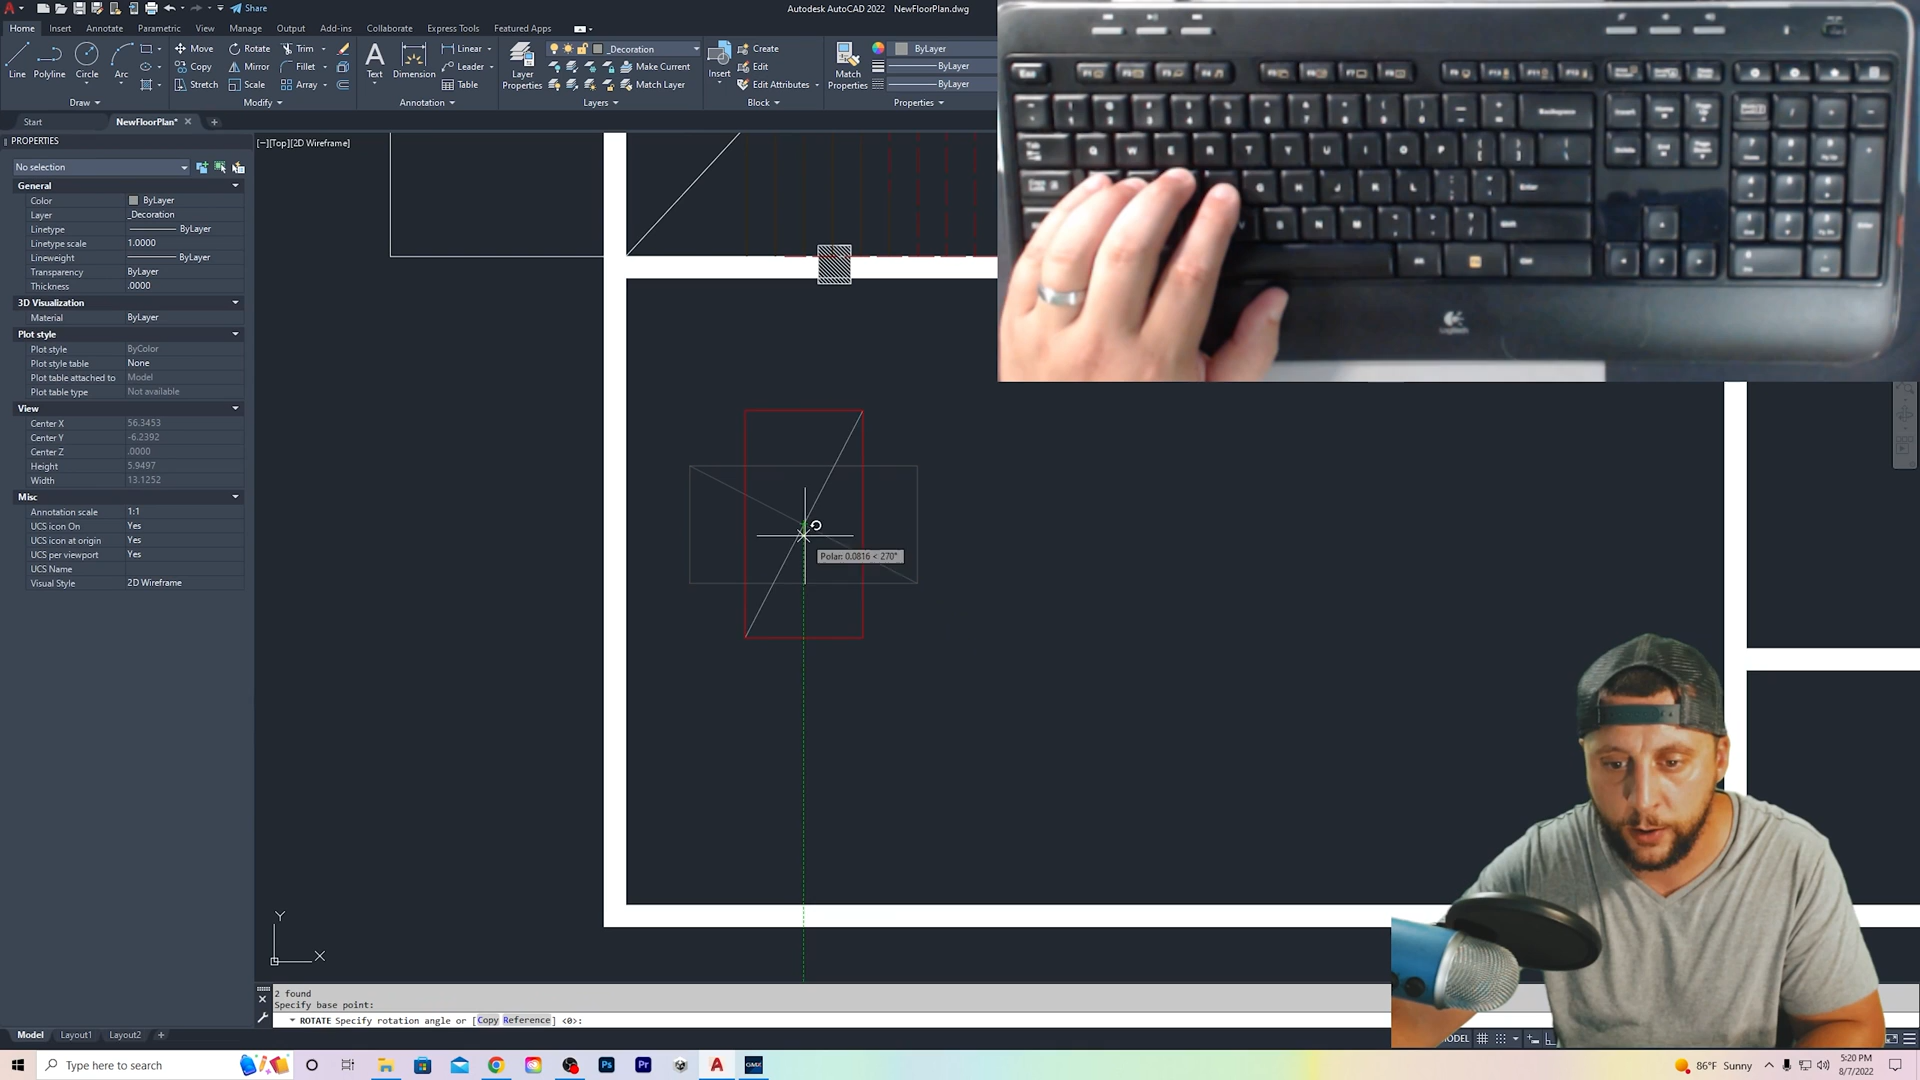 Share
Autodesk AutoCAD 2022 NewFloorPlan.dwg
Home Insert Annotate Parametric View Manage Output Add-ins Collaborate Express Tools Featured Apps
Line Polyline Circle Arc
Move Rotate Trim
Copy Mirror Fillet
Stretch Scale Array
Text Dimension
Linear
Leader
Table
Layer Properties
_Decoration
Make Current
Match Layer
Insert
Create
Edit
Edit Attributes
Match Properties
ByLayer
ByLayer
ByLayer
Draw Modify Annotation Layers Block Properties
Start NewFloorPlan*
PROPERTIES
[−][Top][2D Wireframe]
No selection
General
Color ByLayer
Layer _Decoration
Linetype ByLayer
Linetype scale 1.0000
Lineweight ByLayer
Transparency ByLayer
Thickness .0000
3D Visualization
Material ByLayer
Plot style
Plot style ByColor
Plot style table None
Plot table attached to Model
Plot table type Not available
View
Center X 56.3453
Center Y -6.2392
Center Z .0000
Height 5.9497
Width 13.1252
Misc
Annotation scale 1:1
UCS icon On Yes
UCS icon at origin Yes
UCS per viewport Yes
UCS Name
Visual Style 2D Wireframe
Polar: 0.0816 < 270°
Y
X
2 found
Specify base point:
ROTATE Specify rotation angle or [Copy Reference] <0>:
Model Layout1 Layout2
Type here to search
86°F Sunny
5:20 PM
8/7/2022
Logitech